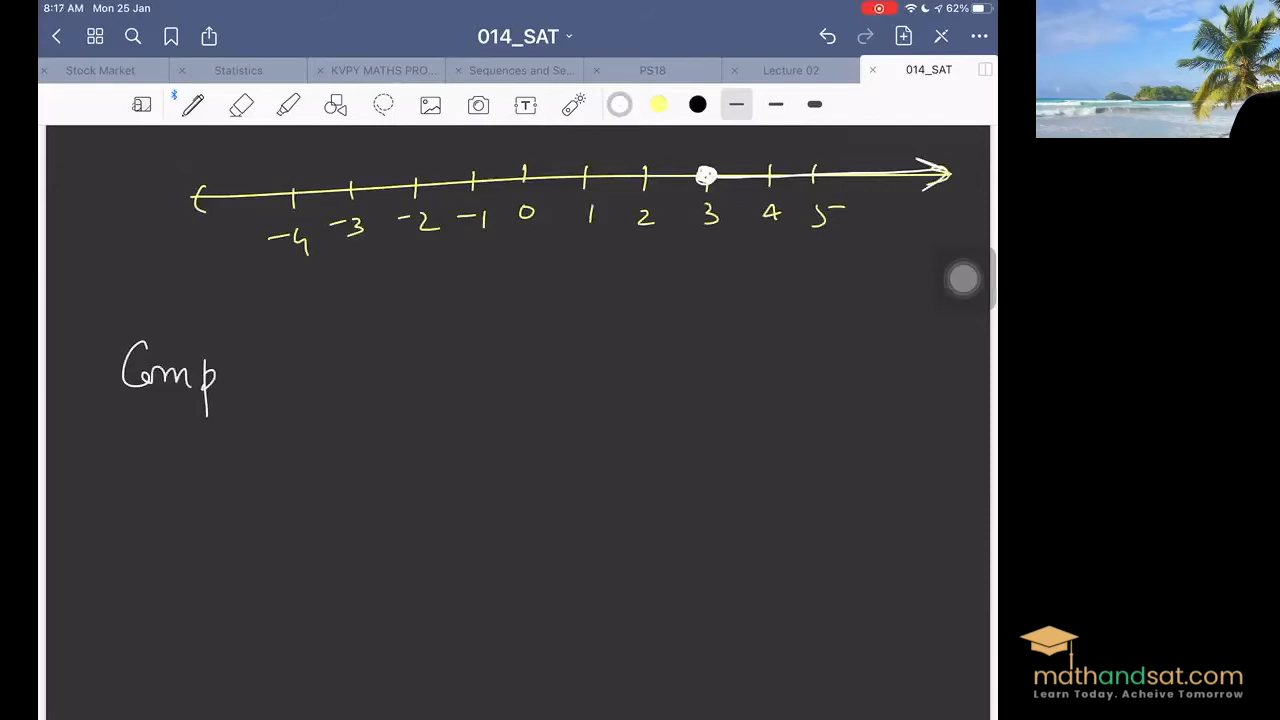 8:17 AM Mon 25 Jan 62%
014_SAT
Stock Market Statistics KVPY MATHS PRO... Sequences and Se... PS18 Lecture 02 014_SAT
T
-4 -3 -2 -1 0 1 2 3 4 5
Comp
mathandsat.com
Learn Today. Acheive Tomorrow